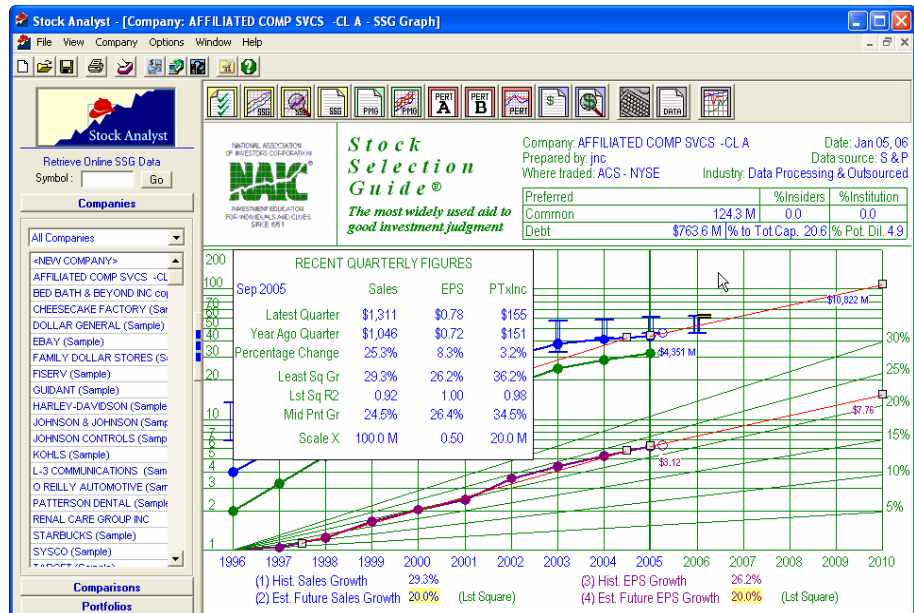 Stock Analyst - [Company: AFFILIATED COMP SVCS -CL A - SSG Graph]
File View Company Options Window Help
Stock Analyst
Retrieve Online SSG Data
Symbol : Go
Companies
All Companies
<NEW COMPANY>
AFFILIATED COMP SVCS -CL
BED BATH & BEYOND INC cop
CHEESECAKE FACTORY (Sar
DOLLAR GENERAL (Sample)
EBAY (Sample)
FAMILY DOLLAR STORES (Sa
FISERV (Sample)
GUIDANT (Sample)
HARLEY-DAVIDSON (Sample
JOHNSON & JOHNSON (Samp
JOHNSON CONTROLS (Samp
KOHLS (Sample)
L-3 COMMUNICATIONS (Sam
O REILLY AUTOMOTIVE (Samp
PATTERSON DENTAL (Sample
RENAL CARE GROUP INC
STARBUCKS (Sample)
SYSCO (Sample)
TARGET (Sample)
Comparisons
Portfolios
SSG SSG PMG PMG PERT A PERT B PERT $ $ DATA
NATIONAL ASSOCIATION
OF INVESTORS CORPORATION
NAIC
INVESTMENT EDUCATION
FOR INDIVIDUALS AND CLUBS
SINCE 1951
Stock
Selection
Guide®
The most widely used aid to
good investment judgment
Company: AFFILIATED COMP SVCS -CL A Date: Jan 05, 06
Prepared by: jnc Data source: S & P
Where traded: ACS - NYSE Industry: Data Processing & Outsourced
Preferred %Insiders %Institution
Common 124.3 M 0.0 0.0
Debt $763.6 M % to Tot.Cap. 20.6 % Pot. Dil. 4.9
200
100
70
60
50
40
30
20
10
7
6
5
4
3
2
1
RECENT QUARTERLY FIGURES
Sep 2005 Sales EPS PTxInc
Latest Quarter $1,311 $0.78 $155
Year Ago Quarter $1,046 $0.72 $151
Percentage Change 25.3% 8.3% 3.2%
Least Sq Gr 29.3% 26.2% 36.2%
Lst Sq R2 0.92 1.00 0.98
Mid Pnt Gr 24.5% 26.4% 34.5%
Scale X 100.0 M 0.50 20.0 M
$10,822 M
$4,351 M
$7.76
$3.12
30%
25%
20%
15%
10%
5%
1996 1997 1998 1999 2000 2001 2002 2003 2004 2005 2006 2007 2008 2009 2010
(1) Hist. Sales Growth 29.3% (3) Hist. EPS Growth 26.2%
(2) Est. Future Sales Growth 20.0% (Lst Square) (4) Est. Future EPS Growth 20.0% (Lst Square)